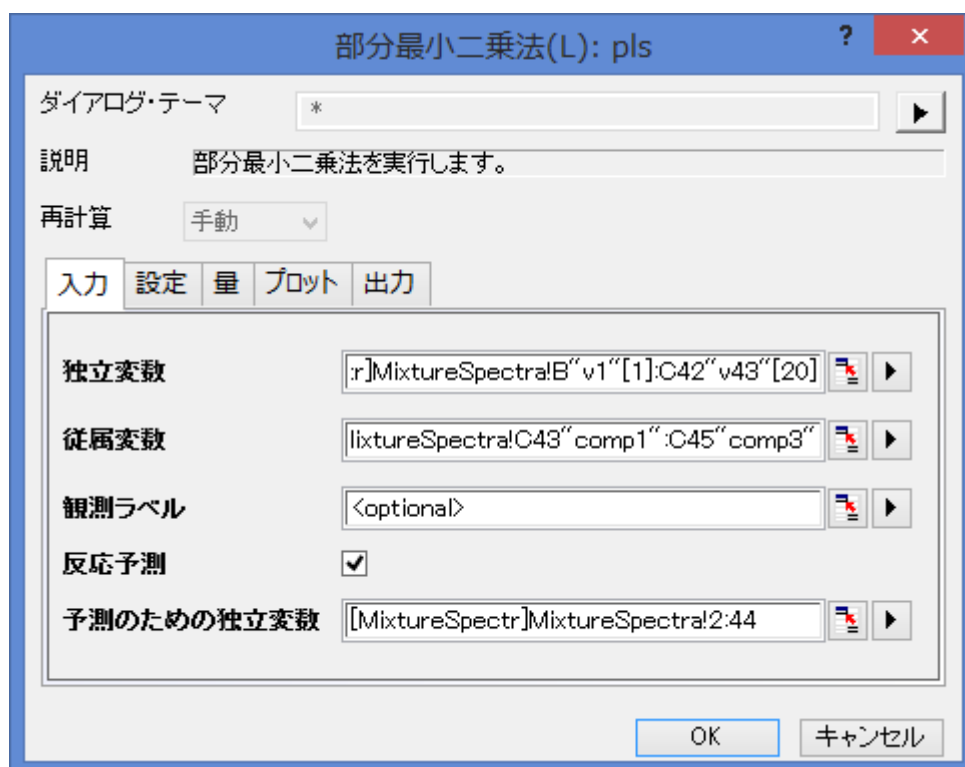 部分最小二乗法(L): pls
?
×
ダイアログ・テーマ
*
説明
部分最小二乗法を実行します。
再計算
手動
入力 設定 量 プロット 出力
独立変数
:r]MixtureSpectra!B"v1"[1]:C42"v43"[20]
従属変数
lixtureSpectra!C43"comp1":C45"comp3"
観測ラベル
<optional>
反応予測
予測のための独立変数
[MixtureSpectr]MixtureSpectra!2:44
OK
キャンセル